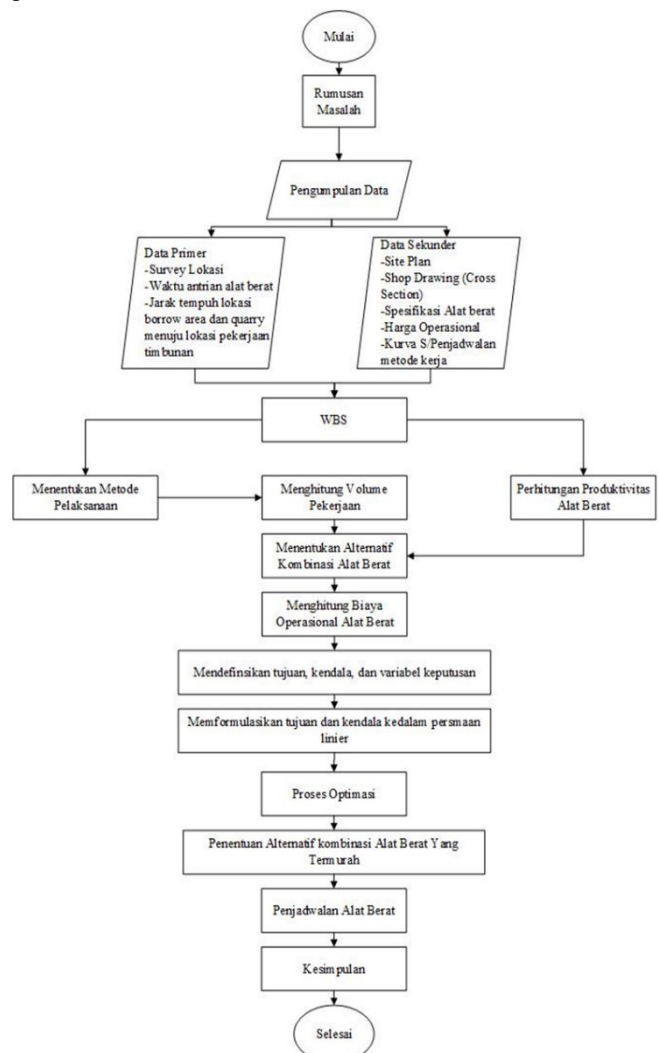 Mulai
Rumusan
Masalah
Pengumpulan Data
Data Primer
-Survey Lokasi
-Waktu antrian alat berat
-Jarak tempuh lokasi
borrow area dan quarry
menuju lokasi pekerjaan
timbunan
Data Sekunder
-Site Plan
-Shop Drawing (Cross
Section)
-Spesifikasi Alat berat
-Harga Operasional
-Kurva S/Penjadwalan
metode kerja
WBS
Menentukan Metode
Pelaksanaan
Menghitung Volume
Pekerjaan
Perhitungan Produktivitas
Alat Berat
Menentukan Alternatif
Kombinasi Alat Berat
Menghitung Biaya
Operasional Alat Berat
Mendefinsikan tujuan, kendala, dan variabel keputusan
Memformulasikan tujuan dan kendala kedalam persmaan
linier
Proses Optimasi
Penentuan Alternatif kombinasi Alat Berat Yang
Termurah
Penjadwalan Alat Berat
Kesimpulan
Selesai